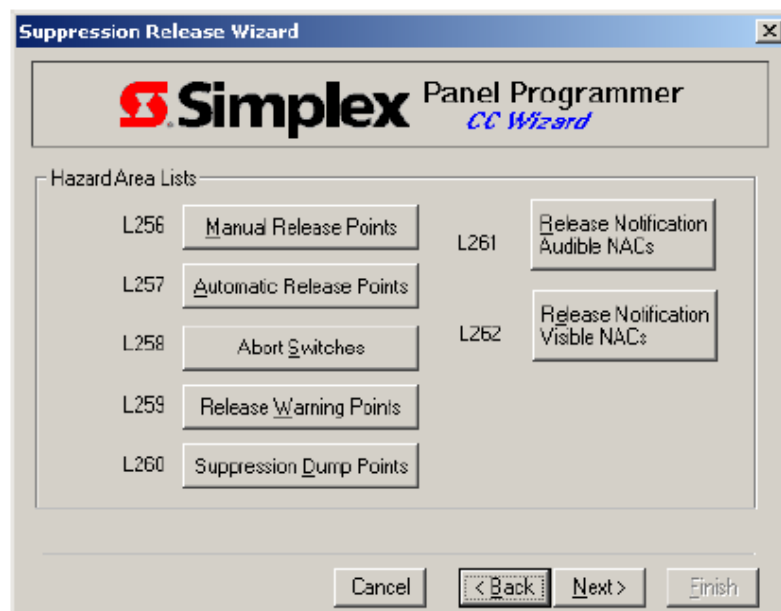 Suppression Release Wizard
Simplex
Panel Programmer
CC Wizard
Hazard Area Lists
L256 Manual Release Points
L257 Automatic Release Points
L258 Abort Switches
L259 Release Warning Points
L260 Suppression Dump Points
L261 Release Notification
Audible NACs
L262 Release Notification
Visible NACs
Cancel < Back Next > Finish